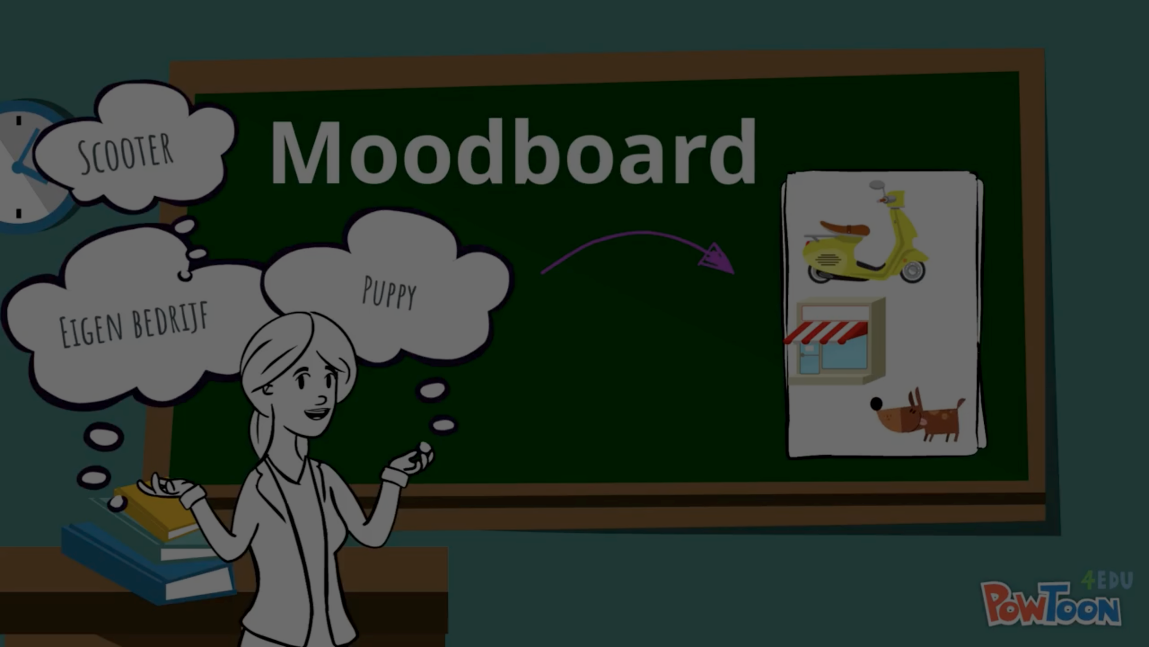 Moodboard
SCOOTER
EIGEN BEDRIJF
PUPPY
4EDU
POWTOON